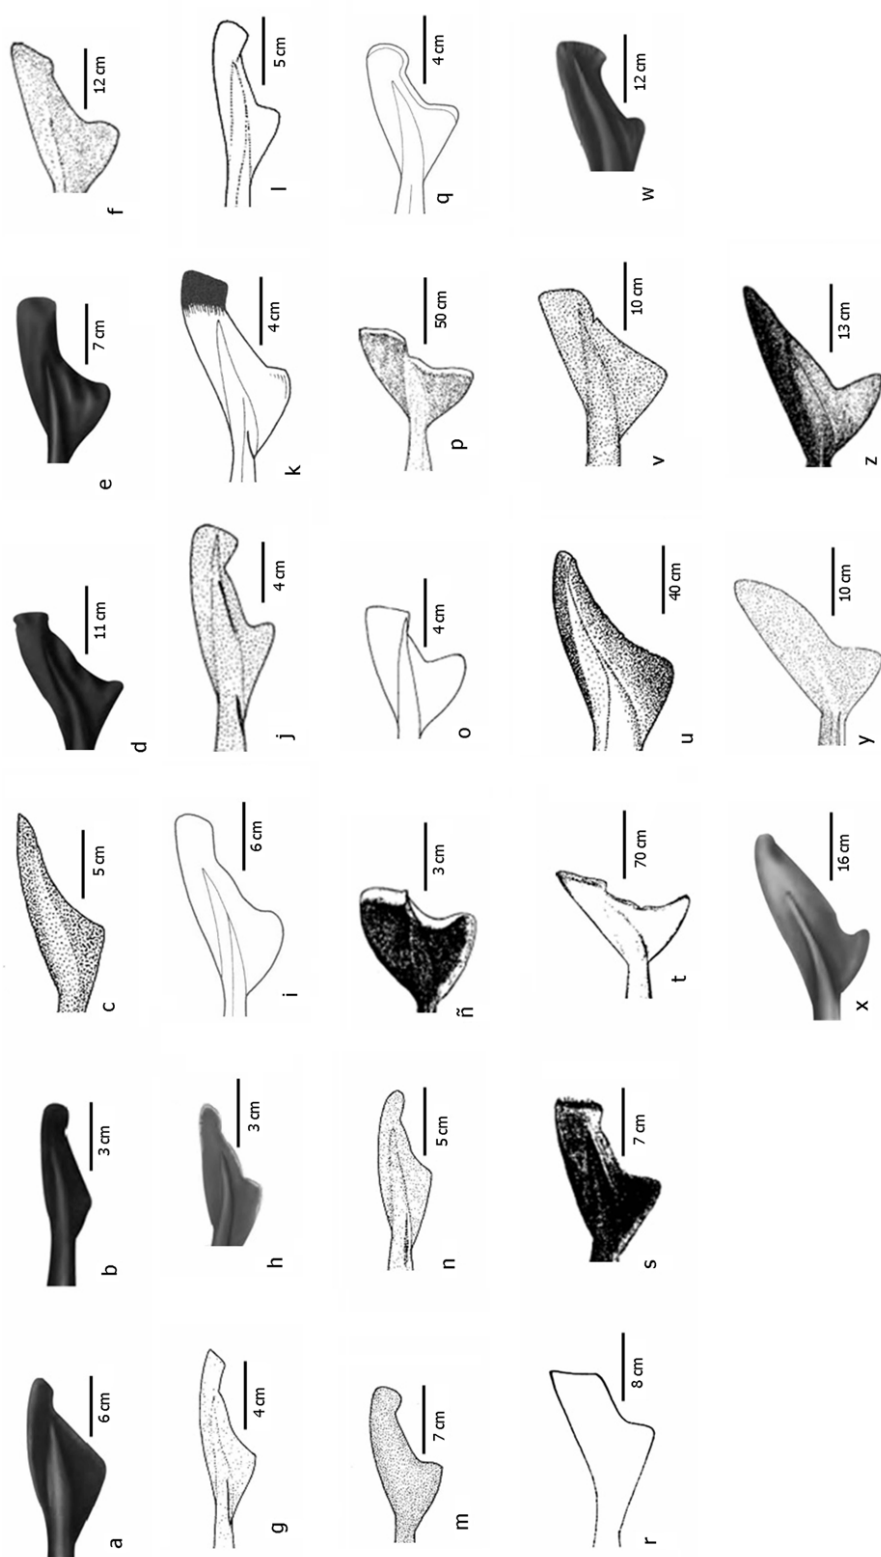 a
6 cm
b
3 cm
c
5 cm
d
11 cm
e
7 cm
f
12 cm
g
4 cm
h
3 cm
i
6 cm
j
4 cm
k
4 cm
l
5 cm
m
7 cm
n
5 cm
ñ
3 cm
o
4 cm
p
50 cm
q
4 cm
r
8 cm
s
7 cm
t
70 cm
u
40 cm
v
10 cm
w
12 cm
x
16 cm
y
10 cm
z
13 cm